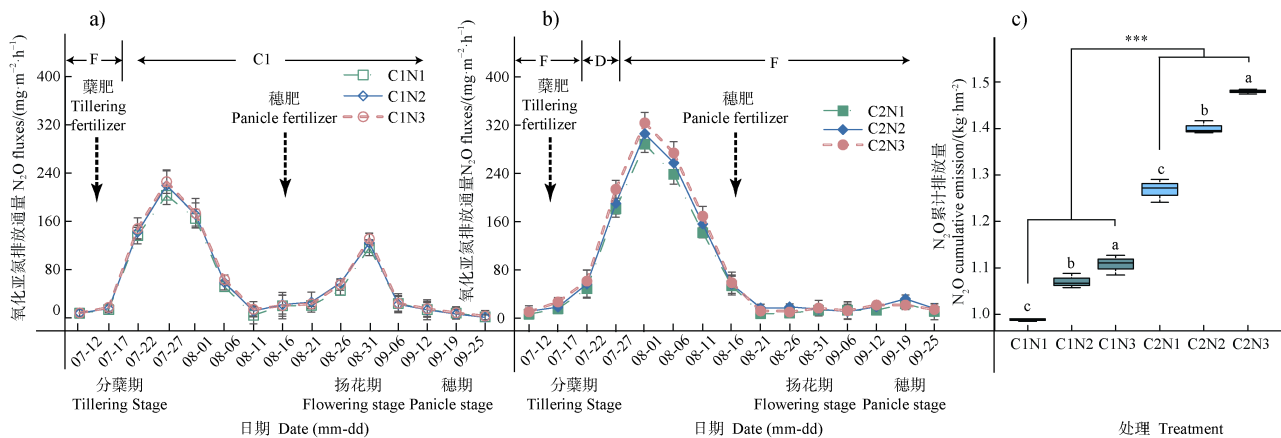 a)
氧化亚氮排放通量 N₂O fluxes/(mg·m⁻²·h⁻¹)
400
320
240
160
80
0
F
C1
蘖肥
Tillering
fertilizer
穗肥
Panicle fertilizer
C1N1
C1N2
C1N3
07-12
07-17
07-22
07-27
08-01
08-06
08-11
08-16
08-21
08-26
08-31
09-06
09-12
09-19
09-25
分蘖期
Tillering Stage
扬花期
Flowering stage
穗期
Panicle stage
日期 Date (mm-dd)
b)
氧化亚氮排放通量N₂O fluxes/(mg·m⁻²·h⁻¹)
400
320
240
160
80
0
F
D
F
蘖肥
Tillering
fertilizer
穗肥
Panicle fertilizer
C2N1
C2N2
C2N3
07-12
07-17
07-22
07-27
08-01
08-06
08-11
08-16
08-21
08-26
08-31
09-06
09-12
09-19
09-25
分蘖期
Tillering Stage
扬花期
Flowering stage
穗期
Panicle stage
日期 Date (mm-dd)
c)
N₂O累计排放量
N₂O cumulative emission/(kg·hm⁻²)
1.5
1.4
1.3
1.2
1.1
1.0
***
c
b
a
c
b
a
C1N1
C1N2
C1N3
C2N1
C2N2
C2N3
处理 Treatment